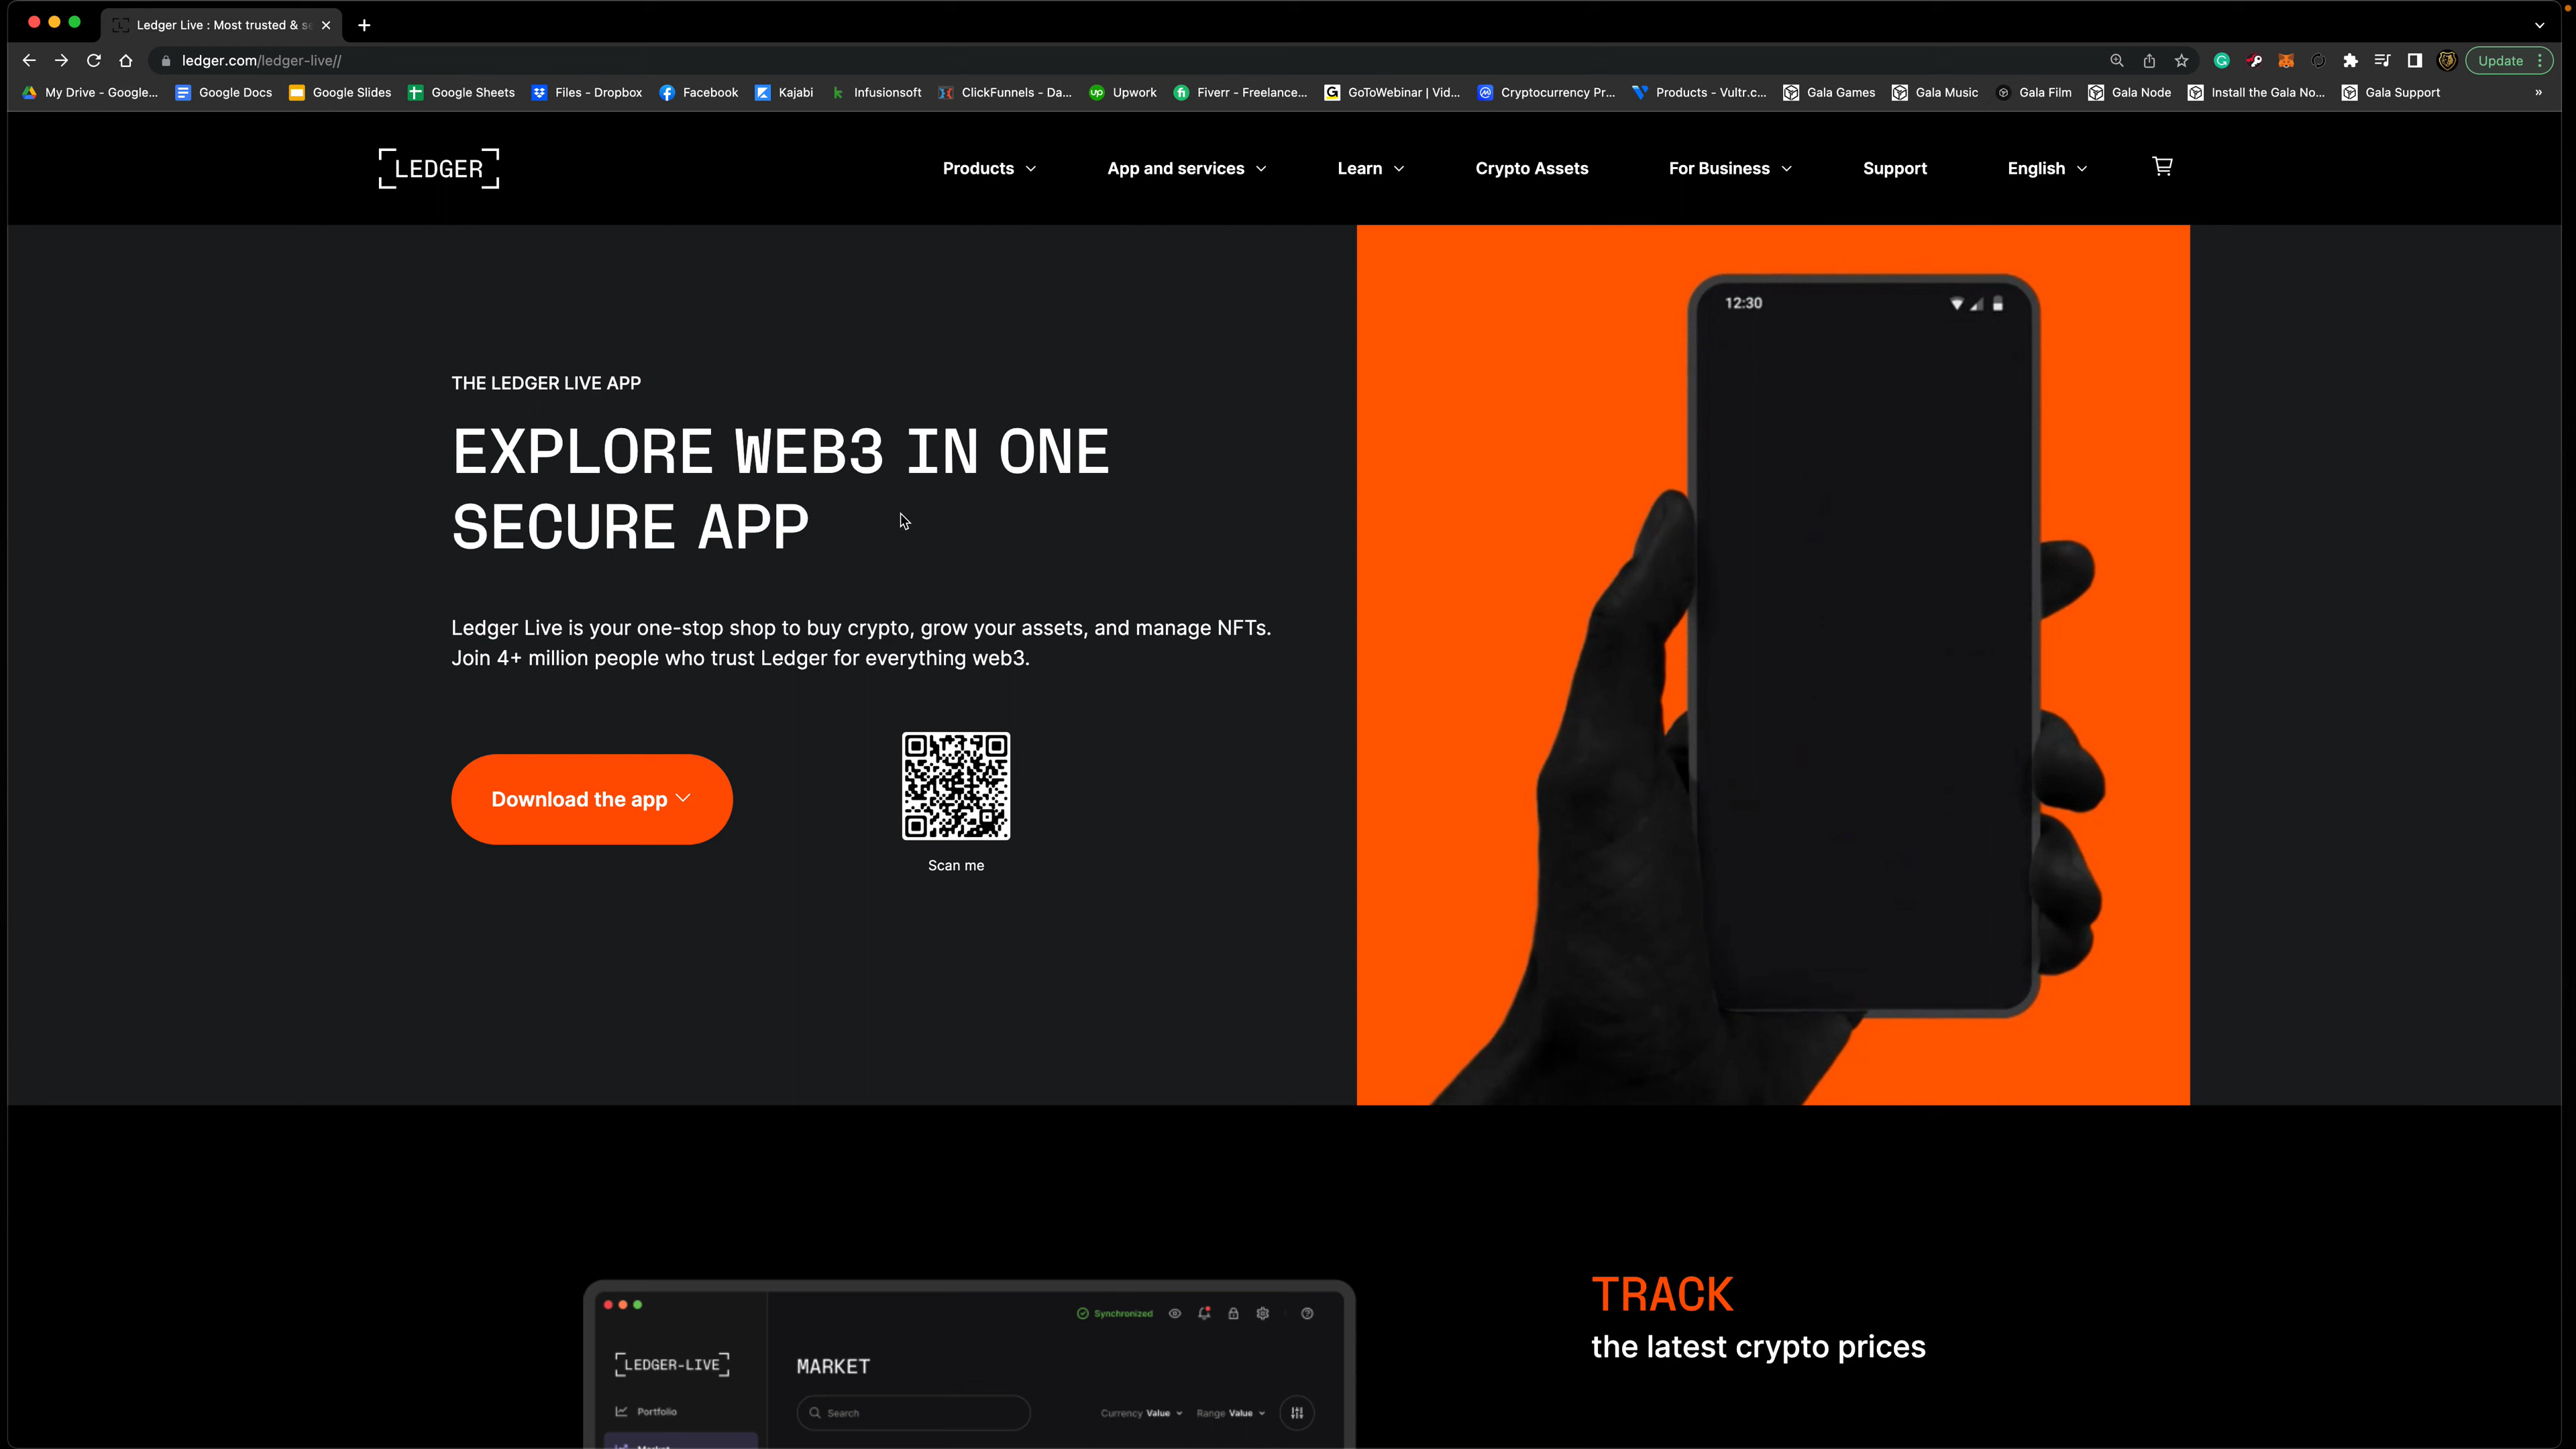 Ledger Live : Most trusted & se
ledger.com/ledger-live//
Update
My Drive - Google...
Google Docs
Google Slides
Google Sheets
Files - Dropbox
Facebook
Kajabi
Infusionsoft
ClickFunnels - Da...
Upwork
Fiverr - Freelance...
GoToWebinar | Vid...
Cryptocurrency Pr...
Products - Vultr.c...
Gala Games
Gala Music
Gala Film
Gala Node
Install the Gala No...
Gala Support
»
LEDGER
Products
App and services
Learn
Crypto Assets
For Business
Support
English
12:30
THE LEDGER LIVE APP
EXPLORE WEB3 IN ONE
SECURE APP
Ledger Live is your one-stop shop to buy crypto, grow your assets, and manage NFTs.
Join 4+ million people who trust Ledger for everything web3.
Download the app
Scan me
TRACK
the latest crypto prices
Synchronized
LEDGER-LIVE
MARKET
Portfolio
Search
Currency Value
Range Value
Market